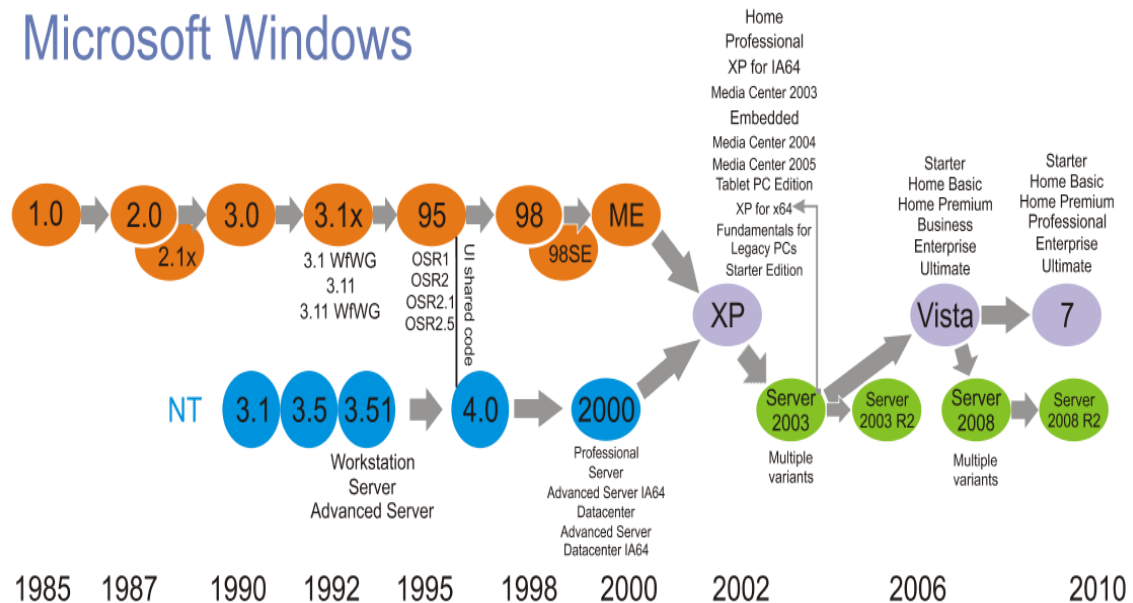 Microsoft Windows
Home
Professional
XP for IA64
Media Center 2003
Embedded
Media Center 2004
Media Center 2005
Tablet PC Edition
XP for x64
Fundamentals for
Legacy PCs
Starter Edition
Starter
Home Basic
Home Premium
Business
Enterprise
Ultimate
Starter
Home Basic
Home Premium
Professional
Enterprise
Ultimate
1.0
2.0
2.1x
3.0
3.1x
95
98
98SE
ME
3.1 WfWG
3.11
3.11 WfWG
OSR1
OSR2
OSR2.1
OSR2.5
UI shared code
XP
Vista
7
NT
3.1
3.5
3.51
4.0
2000
Server
2003
Server
2003 R2
Server
2008
Server
2008 R2
Workstation
Server
Advanced Server
Professional
Server
Advanced Server IA64
Datacenter
Advanced Server
Datacenter IA64
Multiple
variants
Multiple
variants
1985
1987
1990
1992
1995
1998
2000
2002
2006
2010